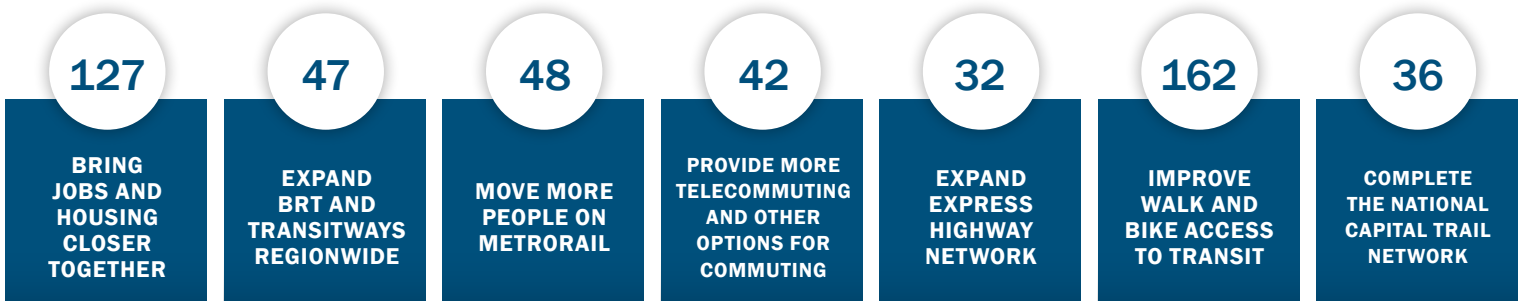 127
BRING
JOBS AND
HOUSING
CLOSER
TOGETHER
47
EXPAND
BRT AND
TRANSITWAYS
REGIONWIDE
48
MOVE MORE
PEOPLE ON
METRORAIL
42
PROVIDE MORE
TELECOMMUTING
AND OTHER
OPTIONS FOR
COMMUTING
32
EXPAND
EXPRESS
HIGHWAY
NETWORK
162
IMPROVE
WALK AND
BIKE ACCESS
TO TRANSIT
36
COMPLETE
THE NATIONAL
CAPITAL TRAIL
NETWORK